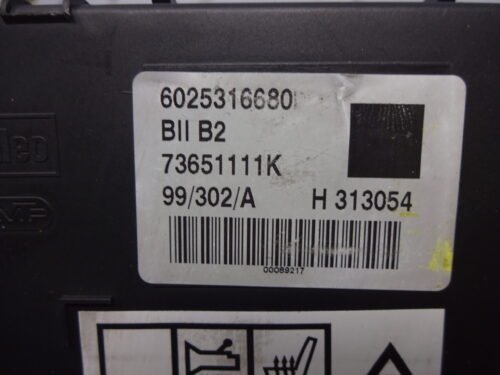 6025316680
BII B2
73651111K
99/302/A H 313054
00089217